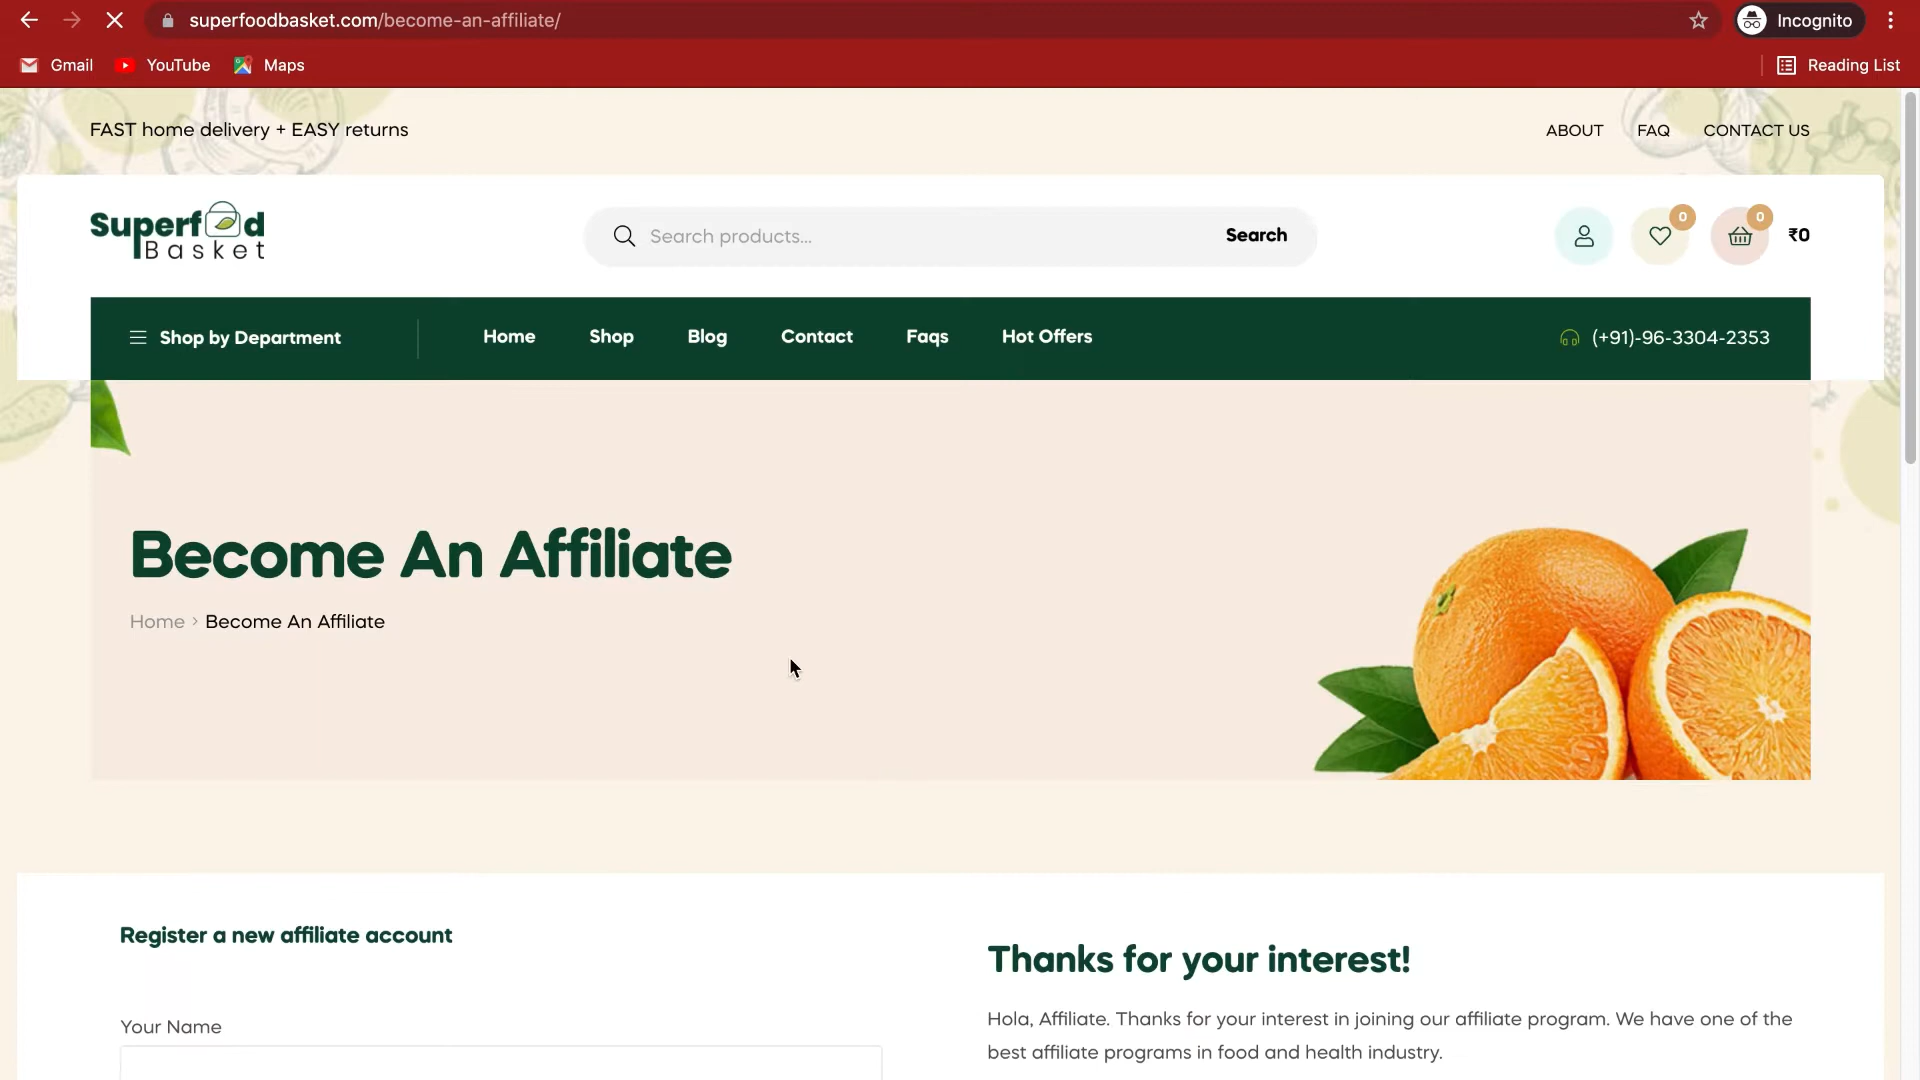 superfoodbasket.com/become-an-affiliate/
Incognito
Gmail
YouTube
Maps
Reading List
FAST home delivery + EASY returns
ABOUT
FAQ
CONTACT US
Superfood
Basket
Search products...
Search
0
0
₹0
Shop by Department
Home
Shop
Blog
Contact
Faqs
Hot Offers
(+91)-96-3304-2353
Become An Affiliate
Home › Become An Affiliate
Register a new affiliate account
Your Name
Thanks for your interest!
Hola, Affiliate. Thanks for your interest in joining our affiliate program. We have one of the
best affiliate programs in food and health industry.